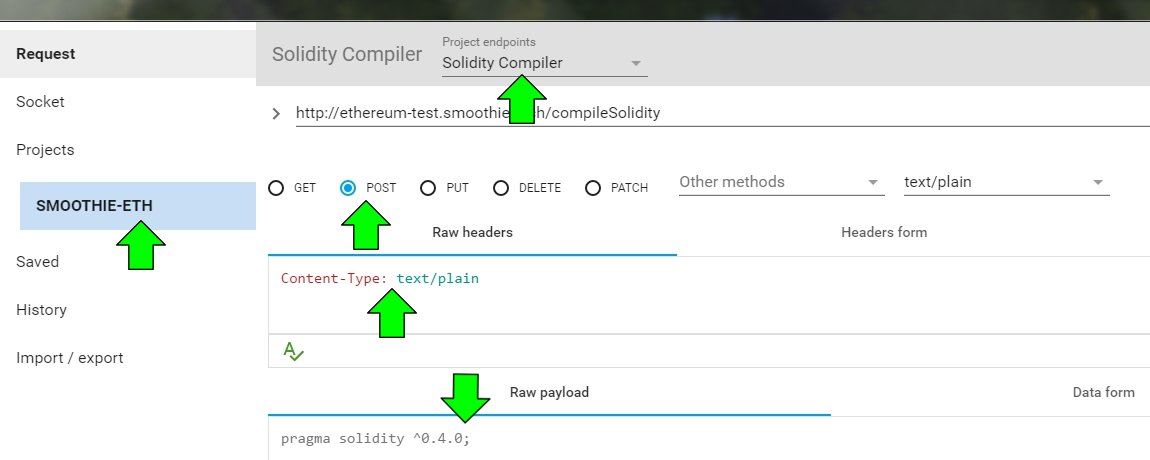 Request
Socket
Projects
SMOOTHIE-ETH
Saved
History
Import / export
Solidity Compiler
Project endpoints
Solidity Compiler
http://ethereum-test.smoothie ch/compileSolidity
GET POST PUT DELETE PATCH Other methods text/plain
Raw headers Headers form
Content-Type: text/plain
Raw payload Data form
pragma solidity ^0.4.0;